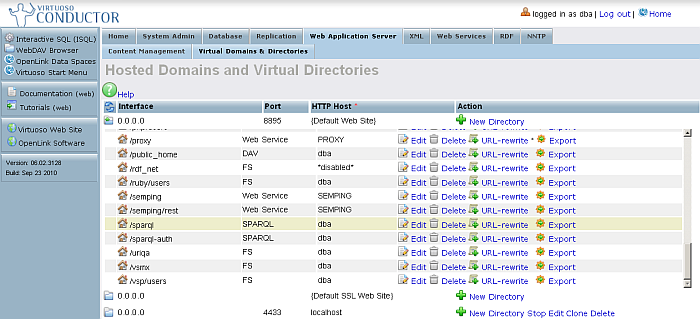 VIRTUOSO
CONDUCTOR
logged in as dba | Log out | Home
Interactive SQL (ISQL)
WebDAV Browser
OpenLink Data Spaces
Virtuoso Start Menu
Documentation (web)
Tutorials (web)
Virtuoso Web Site
OpenLink Software
Version: 06.02.3128
Build: Sep 23 2010
Home System Admin Database Replication Web Application Server XML Web Services RDF NNTP
Content Management Virtual Domains & Directories
Hosted Domains and Virtual Directories
Help
Interface Port HTTP Host * Action
0.0.0.0 8895 {Default Web Site} New Directory
/proxy Web Service PROXY Edit Delete URL-rewrite * Export
/public_home DAV dba Edit Delete URL-rewrite Export
/rdf_net FS *disabled* Edit Delete URL-rewrite Export
/ruby/users FS dba Edit Delete URL-rewrite Export
/semping Web Service SEMPING Edit Delete URL-rewrite Export
/semping/rest Web Service SEMPING Edit Delete URL-rewrite Export
/sparql SPARQL dba Edit Delete URL-rewrite Export
/sparql-auth SPARQL dba Edit Delete URL-rewrite Export
/uriqa FS dba Edit Delete URL-rewrite Export
/vsmx FS dba Edit Delete URL-rewrite Export
/vsp/users FS dba Edit Delete URL-rewrite Export
0.0.0.0 {Default SSL Web Site} New Directory
0.0.0.0 4433 localhost New Directory Stop Edit Clone Delete